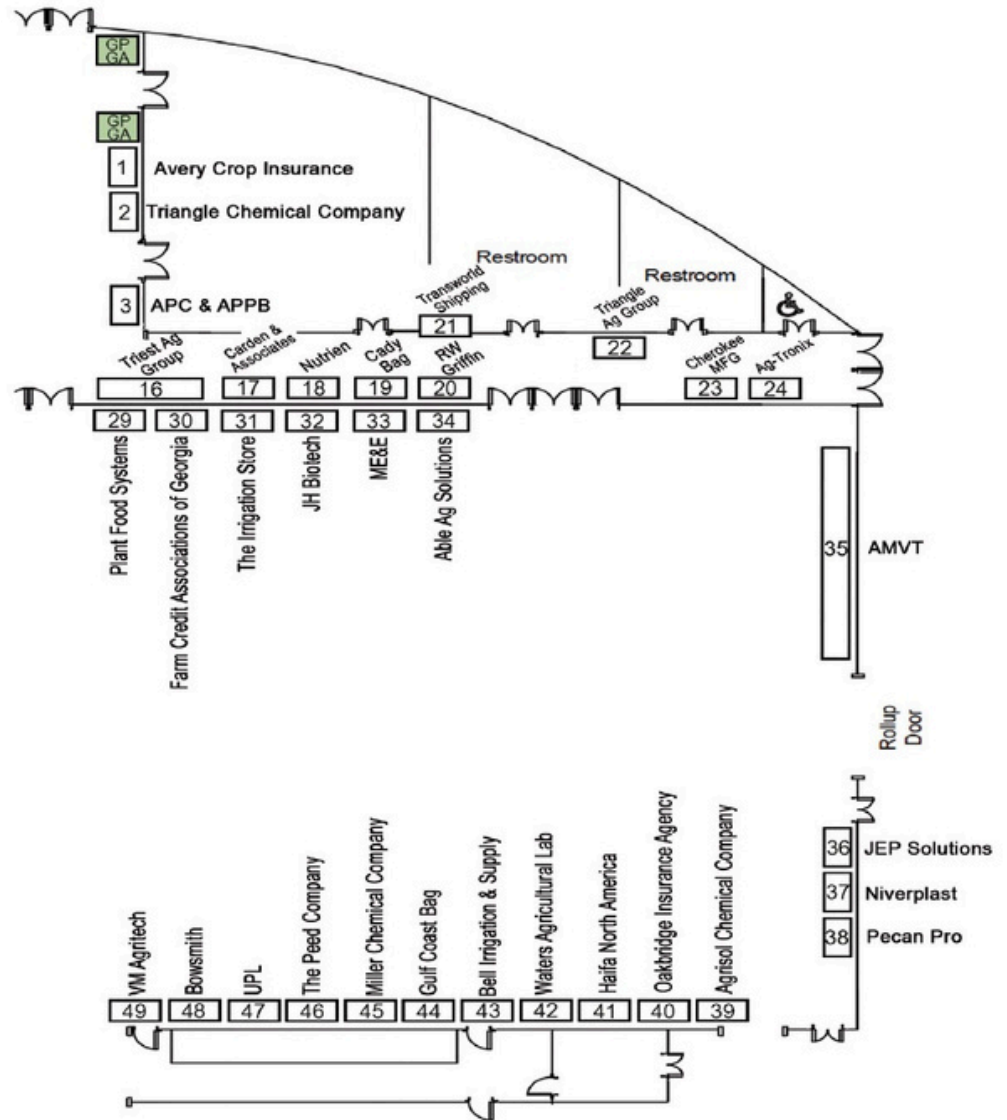 GP
GA
GP
GA
1
Avery Crop Insurance
2
Triangle Chemical Company
Restroom
Restroom
3
APC & APPB
Transworld
Shipping
21
Triangle
Ag Group
22
Triest Ag
Group
16
Carden &
Associates
17
Nutrien
18
Cady
Bag
19
RW
Griffin
20
Cherokee
MFG
23
Ag-Tronix
24
29
Plant Food Systems
30
Farm Credit Associations of Georgia
31
The Irrigation Store
32
JH Biotech
33
ME&E
34
Able Ag Solutions
35
AMVT
Rollup
Door
36
JEP Solutions
37
Niverplast
38
Pecan Pro
VM Agritech
49
Bowsmith
48
UPL
47
The Peed Company
46
Miller Chemical Company
45
Gulf Coast Bag
44
Bell Irrigation & Supply
43
Waters Agricultural Lab
42
Haifa North America
41
Oakbridge Insurance Agency
40
Agrisol Chemical Company
39